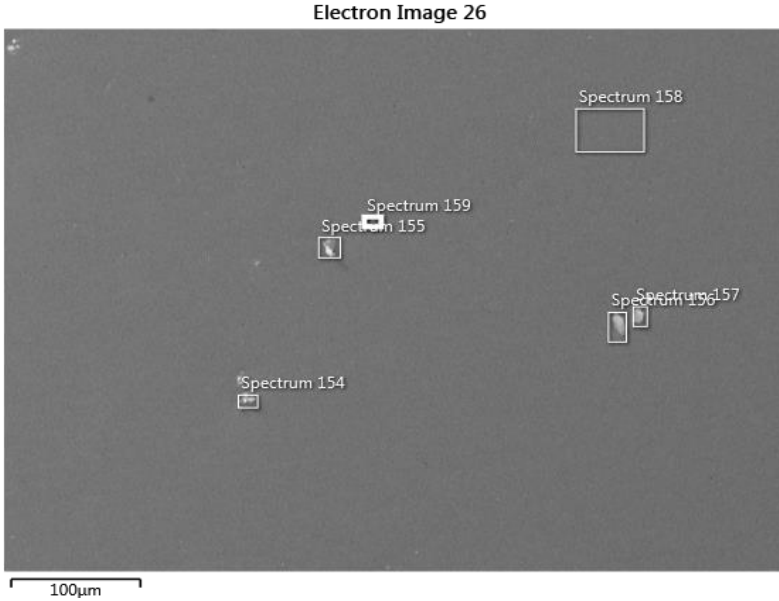 Electron Image 26
Spectrum 158
Spectrum 159
Spectrum 155
Spectrum 157
Spectrum 156
Spectrum 154
100µm